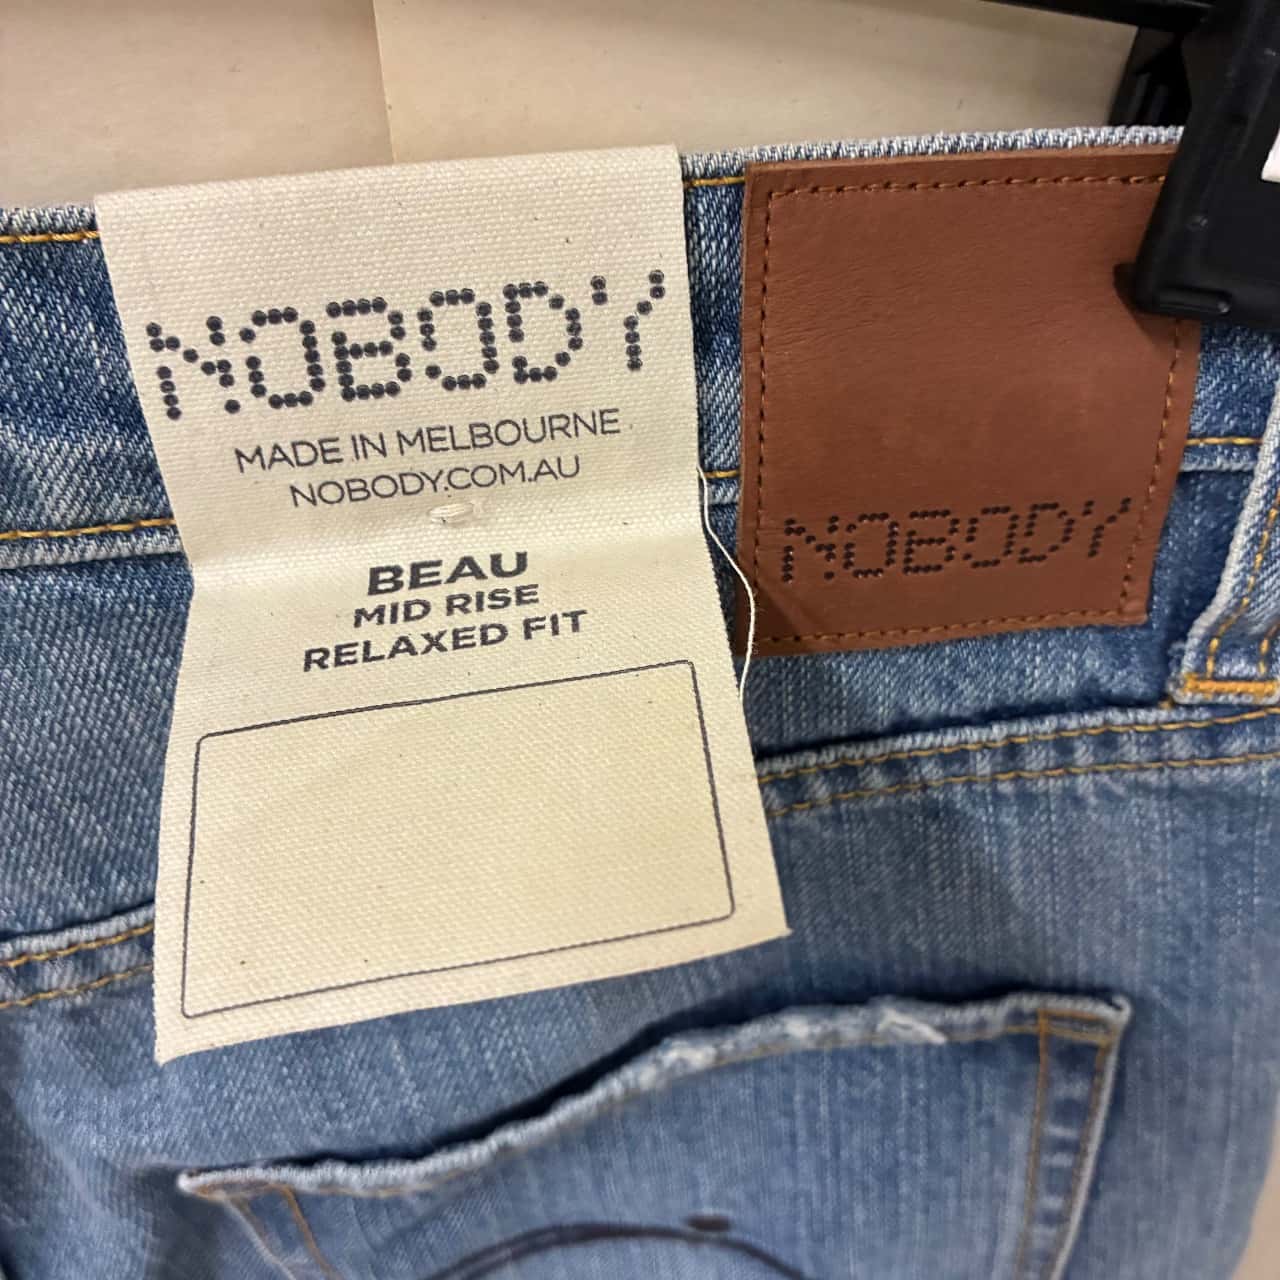 NOBODY
MADE IN MELBOURNE
NOBODY.COM.AU
BEAU
MID RISE
RELAXED FIT
NOBODY